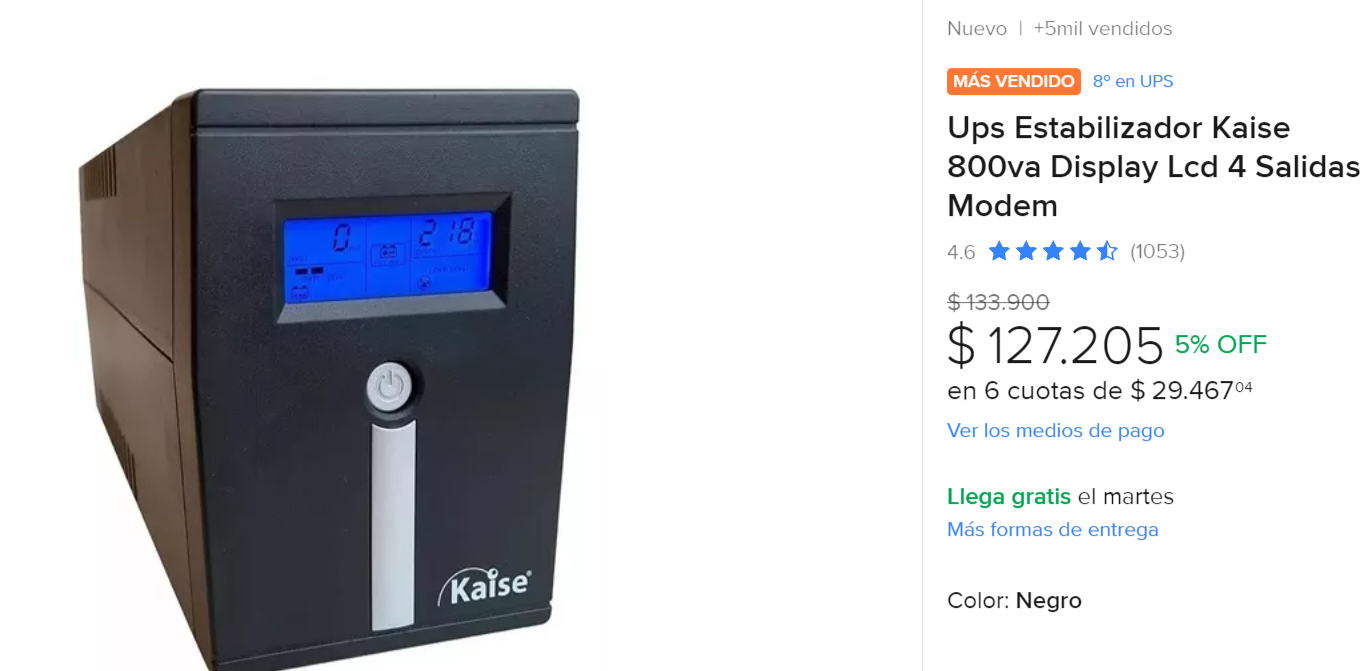 Nuevo | +5mil vendidos
MÁS VENDIDO 8º en UPS
Ups Estabilizador Kaise
800va Display Lcd 4 Salidas
Modem
4.6 (1053)
$ 133.900
$ 127.205 5% OFF
en 6 cuotas de $ 29.467 04
Ver los medios de pago
Llega gratis el martes
Más formas de entrega
Color: Negro
0
218
Kaise